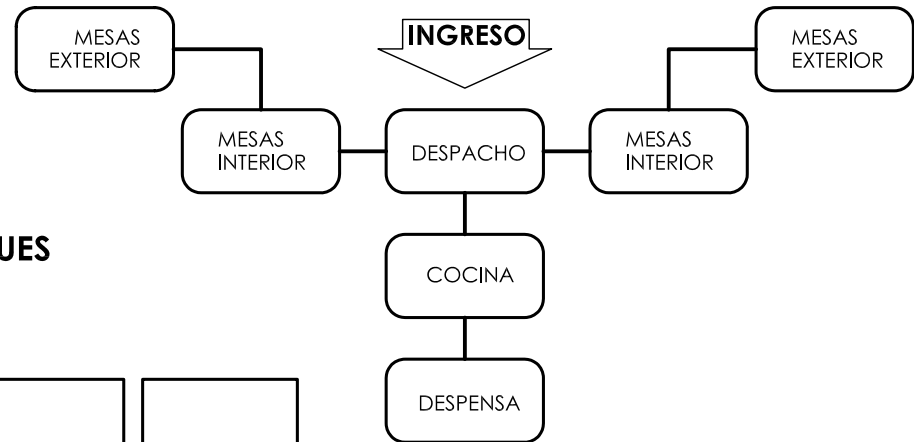 MESAS
EXTERIOR
INGRESO
MESAS
EXTERIOR
MESAS
INTERIOR
DESPACHO
MESAS
INTERIOR
UES
COCINA
DESPENSA